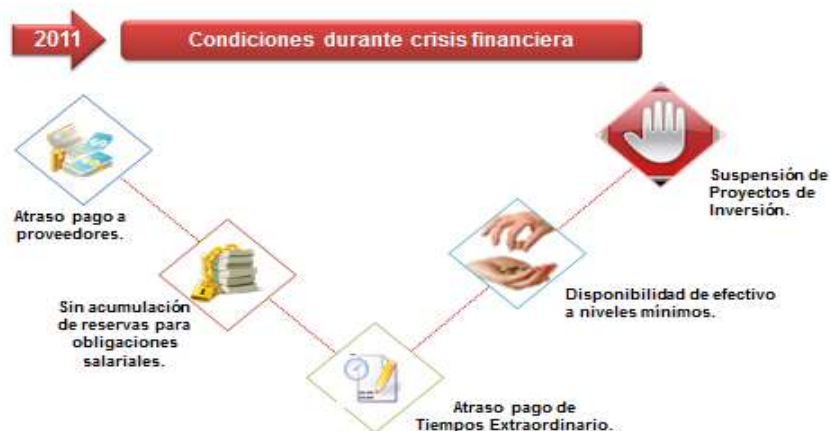 2011
Condiciones durante crisis financiera
Atraso pago a
proveedores.
Sin acumulación
de reservas para
obligaciones
salariales.
Atraso pago de
Tiempos Extraordinario.
Disponibilidad de efectivo
a niveles mínimos.
Suspensión de
Proyectos de
Inversión.